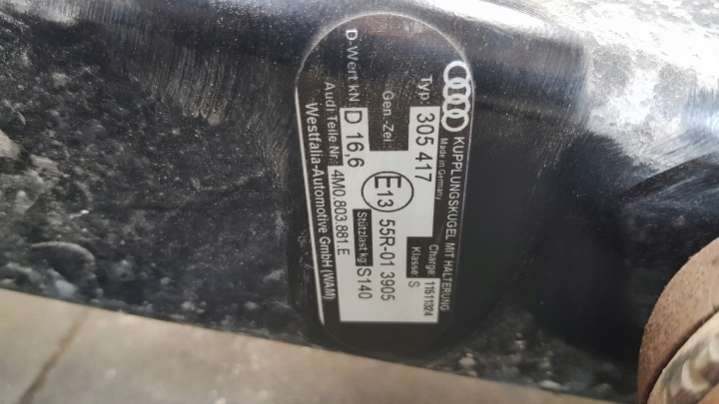 KUPPLUNGSKUGEL MIT HALTERUNG
Made in Germany
Charge 11511324
Typ: 305 417
Klasse S
Gen.-Zei. E13 55R-01 3905
D-Wert kN D 16,6
Stützlast kg S140
Audi Teile Nr: 4M0.803.881.E
Westfalia-Automotive GmbH (WAM)